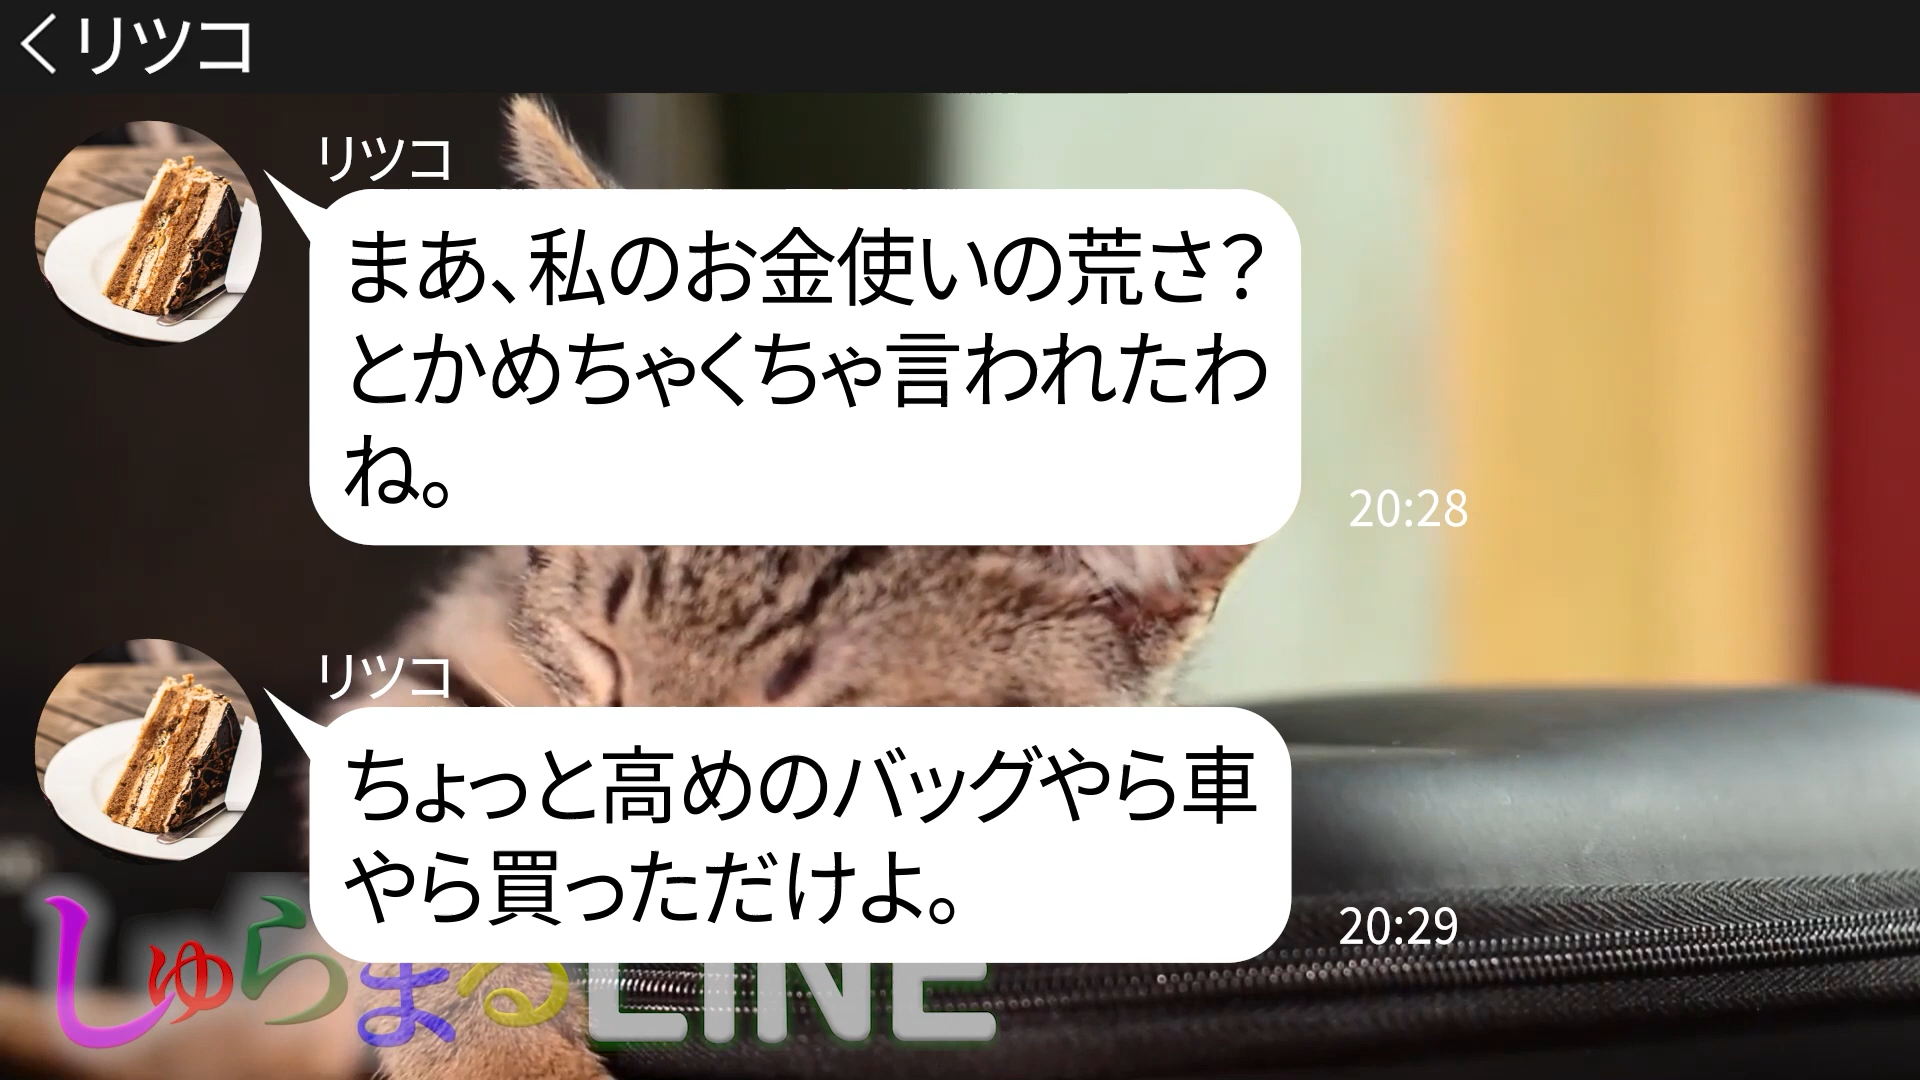 リツコ
リツコ
まあ、私のお金使いの荒さ?
とかめちゃくちゃ言われたわ
ね。
20:28
リツコ
ちょっと高めのバッグやら車
やら買っただけよ。
20:29
しゅらまるLINE